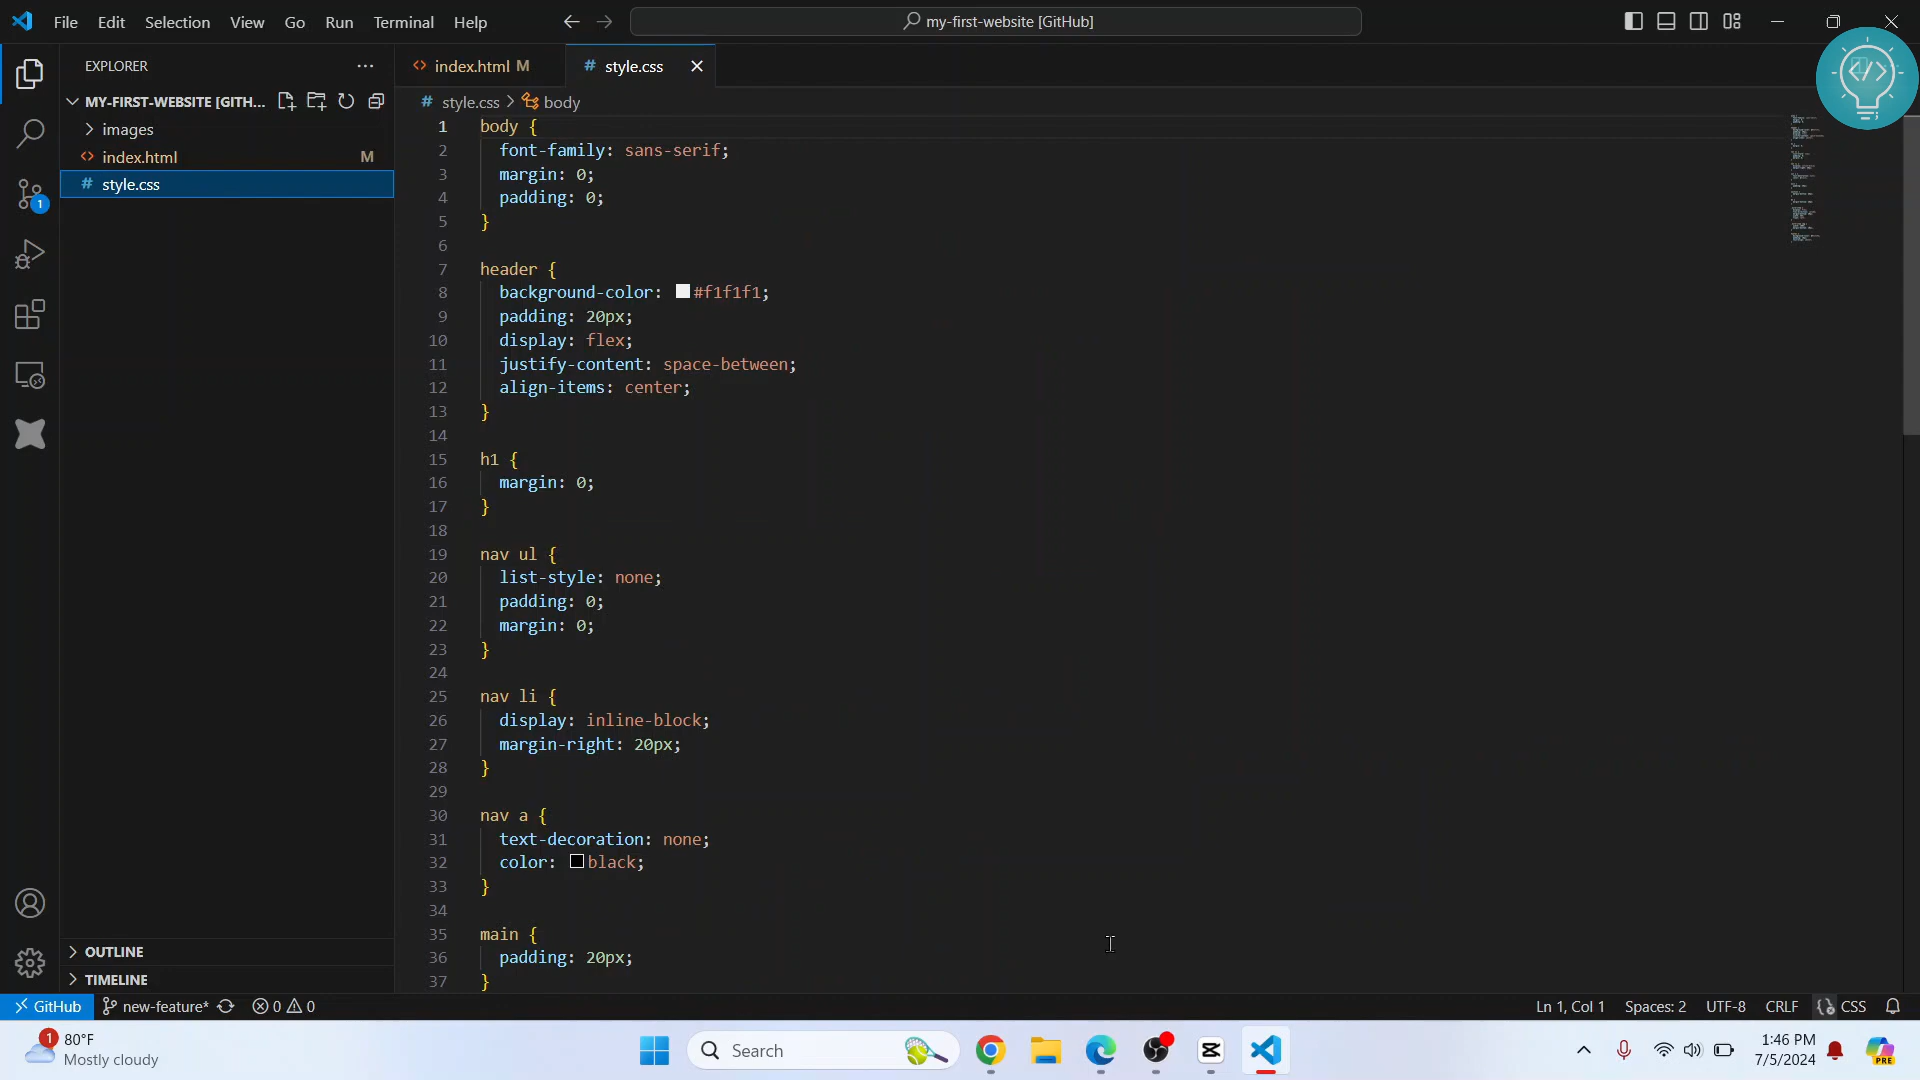 File Edit Selection View Go Run Terminal Help
my-first-website [GitHub]
EXPLORER
MY-FIRST-WEBSITE [GITH...
images
index.html M
style.css
index.html M
style.css
style.css > body
1 body {
2 font-family: sans-serif;
3 margin: 0;
4 padding: 0;
5 }
6
7 header {
8 background-color: #f1f1f1;
9 padding: 20px;
10 display: flex;
11 justify-content: space-between;
12 align-items: center;
13 }
14
15 h1 {
16 margin: 0;
17 }
18
19 nav ul {
20 list-style: none;
21 padding: 0;
22 margin: 0;
23 }
24
25 nav li {
26 display: inline-block;
27 margin-right: 20px;
28 }
29
30 nav a {
31 text-decoration: none;
32 color: black;
33 }
34
35 main {
36 padding: 20px;
37 }
1
OUTLINE
TIMELINE
GitHub new-feature* 0 0
Ln 1, Col 1 Spaces: 2 UTF-8 CRLF {} CSS
1 80°F
Mostly cloudy
Search
1:46 PM
7/5/2024
PRE